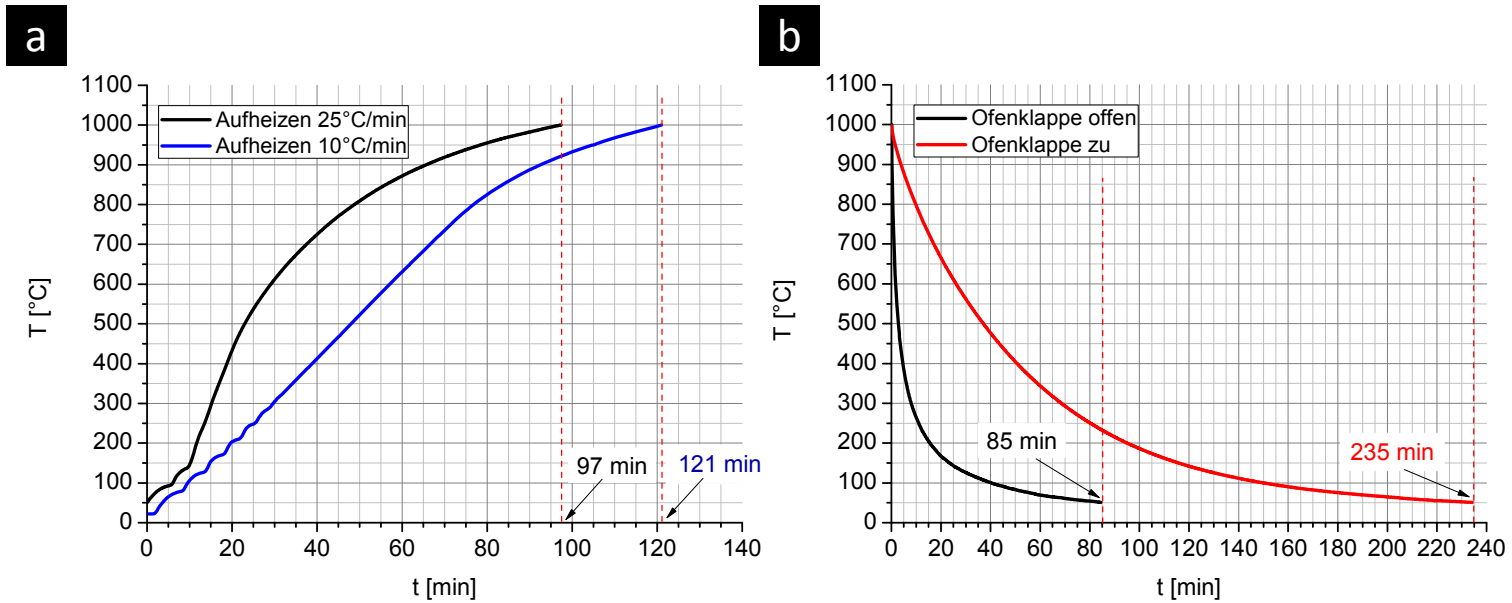 a
1100
1000
900
800
700
600
500
400
300
200
100
0
T [°C]
Aufheizen 25°C/min
Aufheizen 10°C/min
97 min
121 min
0 20 40 60 80 100 120 140
t [min]
b
1100
1000
900
800
700
600
500
400
300
200
100
0
T [°C]
Ofenklappe offen
Ofenklappe zu
85 min
235 min
0 20 40 60 80 100 120 140 160 180 200 220 240
t [min]